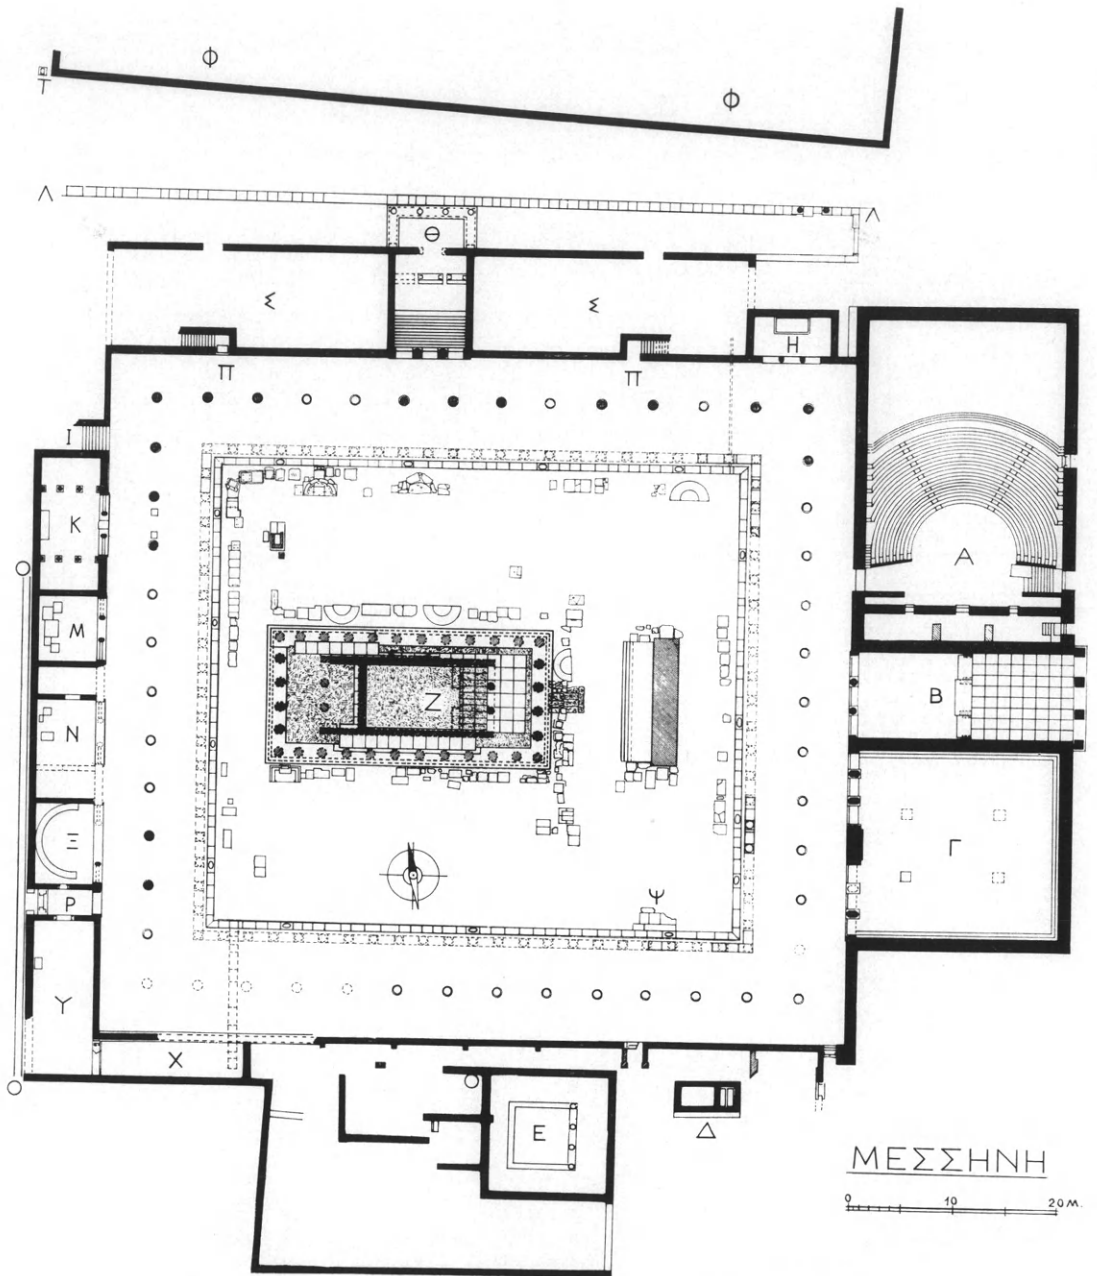 Φ
Φ
Τ
Λ
Λ
Θ
Σ
Σ
Η
Π
Π
Ι
Κ
Α
Μ
Ζ
Β
Ν
Γ
Ξ
Ρ
Ψ
Υ
Χ
Ε
Δ
ΜΕΣΣΗΝΗ
0 10 20 Μ.